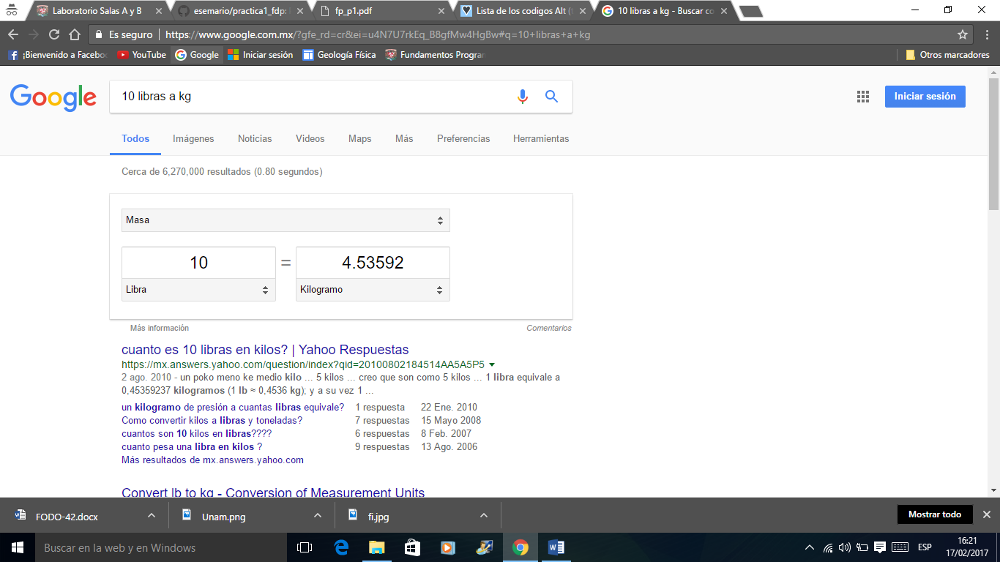 Laboratorio Salas A y B
esemario/practica1_fdp:
fp_p1.pdf
Lista de los codigos Alt (
10 libras a kg - Buscar co
Es seguro
https://www.google.com.mx/?gfe_rd=cr&ei=u4N7U7rkEq_B8gfMw4HgBw#q=10+libras+a+kg
¡Bienvenido a Facebo
YouTube
Google
Iniciar sesión
Geología Física
Fundamentos Program
Otros marcadores
Google
10 libras a kg
Iniciar sesión
Todos
Imágenes
Noticias
Videos
Maps
Más
Preferencias
Herramientas
Cerca de 6,270,000 resultados (0.80 segundos)
Masa
10 = 4.53592
Libra
Kilogramo
Más información
Comentarios
cuanto es 10 libras en kilos? | Yahoo Respuestas
https://mx.answers.yahoo.com/question/index?qid=20100802184514AA5A5P5
2 ago. 2010 - un poko meno ke medio kilo ... 5 kilos ... creo que son como 5 kilos ... 1 libra equivale a
0,45359237 kilogramos (1 lb ≈ 0,4536 kg); y a su vez 1 ...
un kilogramo de presión a cuantas libras equivale? 1 respuesta 22 Ene. 2010
Como convertir kilos a libras y toneladas? 7 respuestas 15 Mayo 2008
cuantos son 10 kilos en libras???? 6 respuestas 8 Feb. 2007
cuanto pesa una libra en kilos ? 9 respuestas 13 Ago. 2006
Más resultados de mx.answers.yahoo.com
Convert lb to kg - Conversion of Measurement Units
FODO-42.docx
Unam.png
fi.jpg
Mostrar todo
Buscar en la web y en Windows
ESP
16:21
17/02/2017